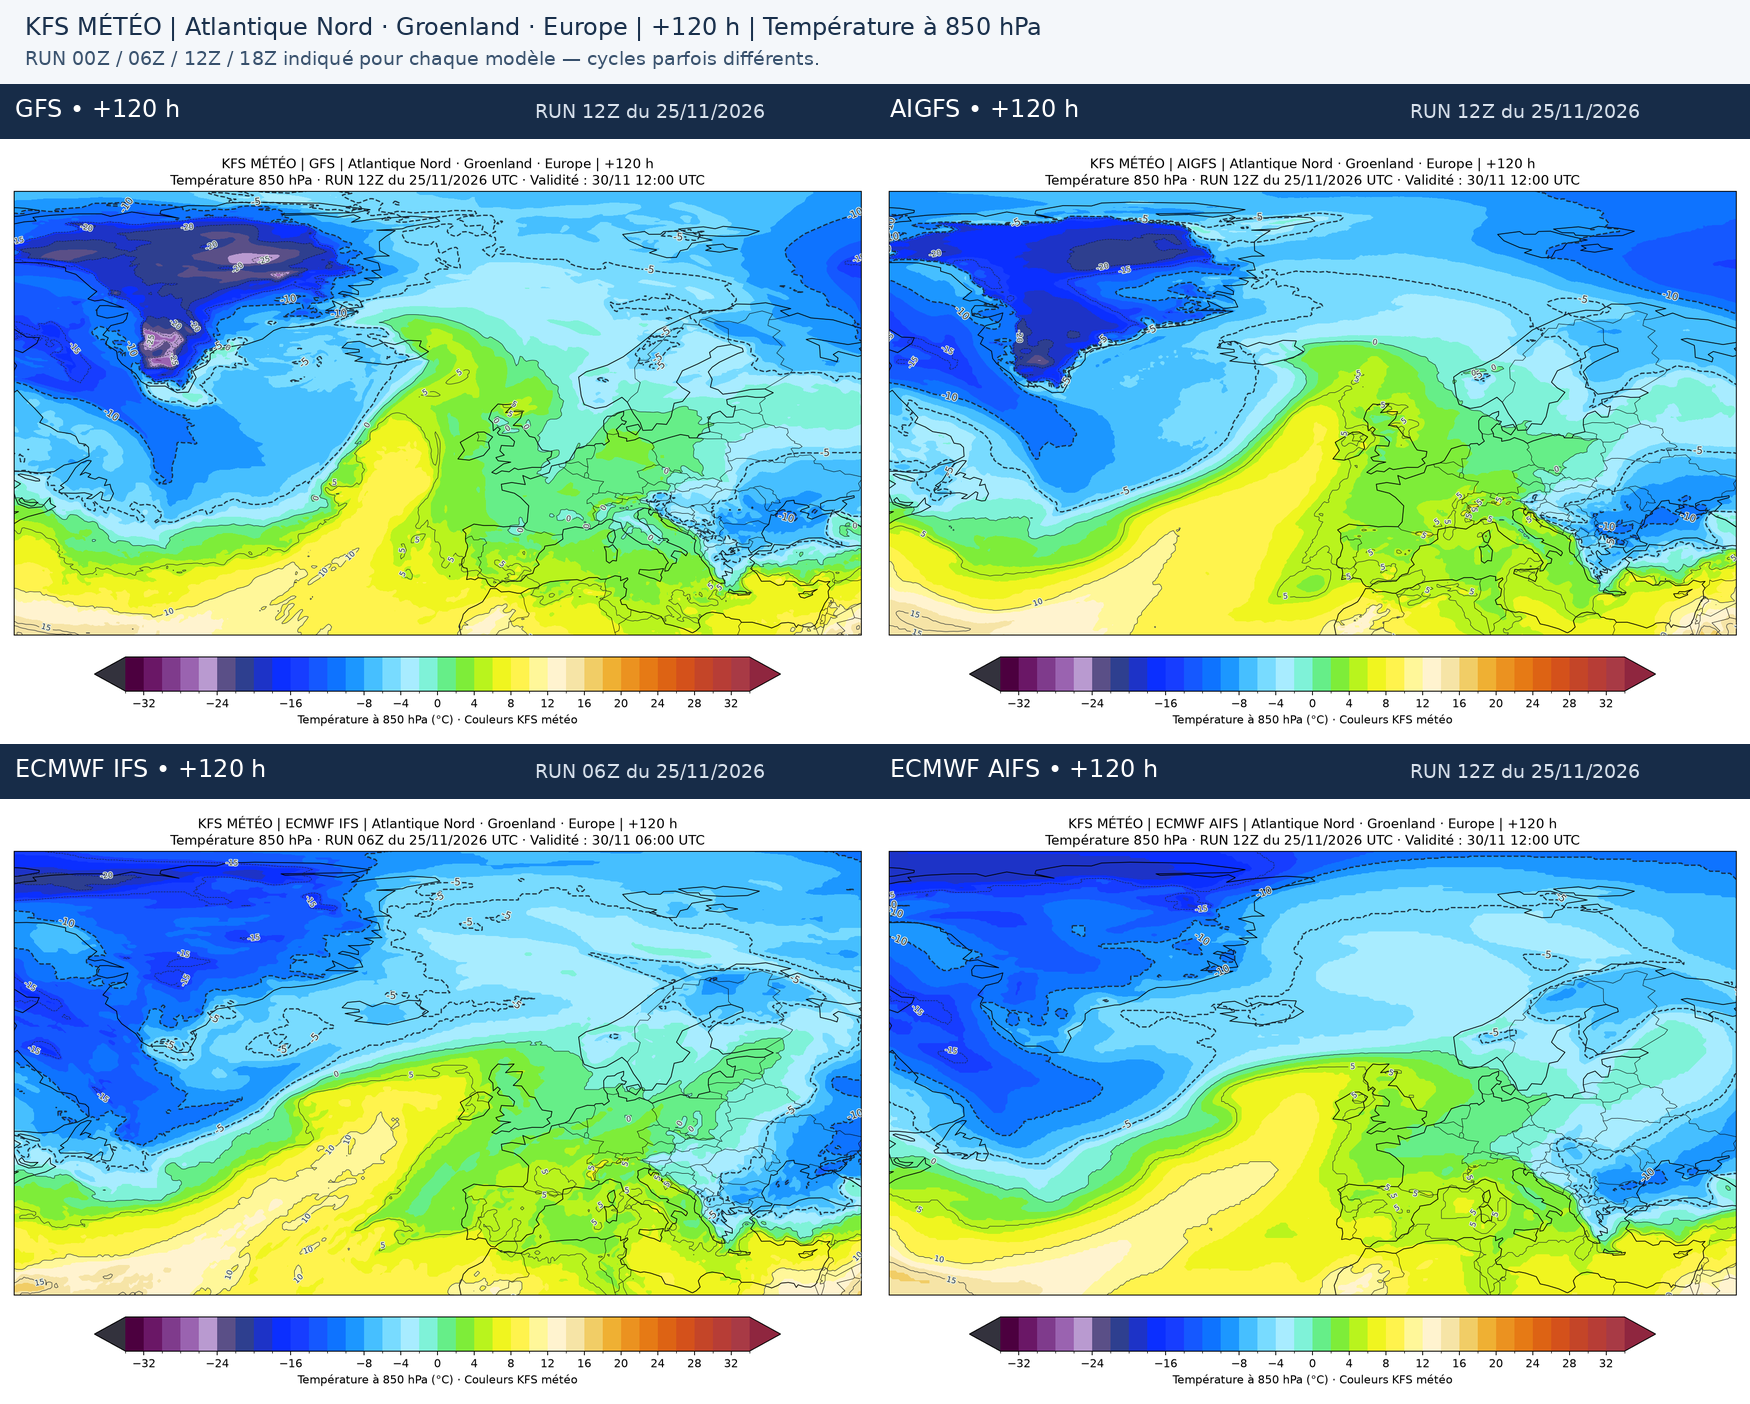 KFS MÉTÉO | Atlantique Nord · Groenland · Europe | +120 h | Température à 850 hPa
RUN 00Z / 06Z / 12Z / 18Z indiqué pour chaque modèle — cycles parfois différents.
GFS • +120 h
RUN 12Z du 25/11/2026
AIGFS • +120 h
RUN 12Z du 25/11/2026
KFS MÉTÉO | GFS | Atlantique Nord · Groenland · Europe | +120 h
Température 850 hPa · RUN 12Z du 25/11/2026 UTC · Validité : 30/11 12:00 UTC
KFS MÉTÉO | AIGFS | Atlantique Nord · Groenland · Europe | +120 h
Température 850 hPa · RUN 12Z du 25/11/2026 UTC · Validité : 30/11 12:00 UTC
−32 −24 −16 −8 −4 0 4 8 12 16 20 24 28 32
Température à 850 hPa (°C) · Couleurs KFS météo
−32 −24 −16 −8 −4 0 4 8 12 16 20 24 28 32
Température à 850 hPa (°C) · Couleurs KFS météo
ECMWF IFS • +120 h
RUN 06Z du 25/11/2026
ECMWF AIFS • +120 h
RUN 12Z du 25/11/2026
KFS MÉTÉO | ECMWF IFS | Atlantique Nord · Groenland · Europe | +120 h
Température 850 hPa · RUN 06Z du 25/11/2026 UTC · Validité : 30/11 06:00 UTC
KFS MÉTÉO | ECMWF AIFS | Atlantique Nord · Groenland · Europe | +120 h
Température 850 hPa · RUN 12Z du 25/11/2026 UTC · Validité : 30/11 12:00 UTC
−32 −24 −16 −8 −4 0 4 8 12 16 20 24 28 32
Température à 850 hPa (°C) · Couleurs KFS météo
−32 −24 −16 −8 −4 0 4 8 12 16 20 24 28 32
Température à 850 hPa (°C) · Couleurs KFS météo